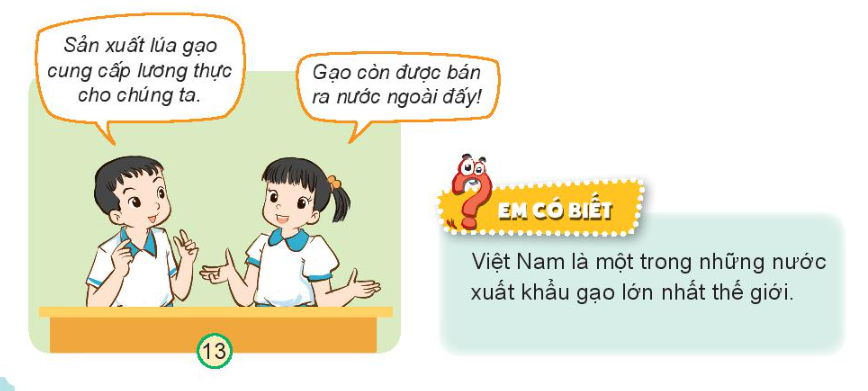 Sản xuất lúa gạo
cung cấp lương thực
cho chúng ta.
Gạo còn được bán
ra nước ngoài đấy!
13
EM CÓ BIẾT
Việt Nam là một trong những nước
xuất khẩu gạo lớn nhất thế giới.